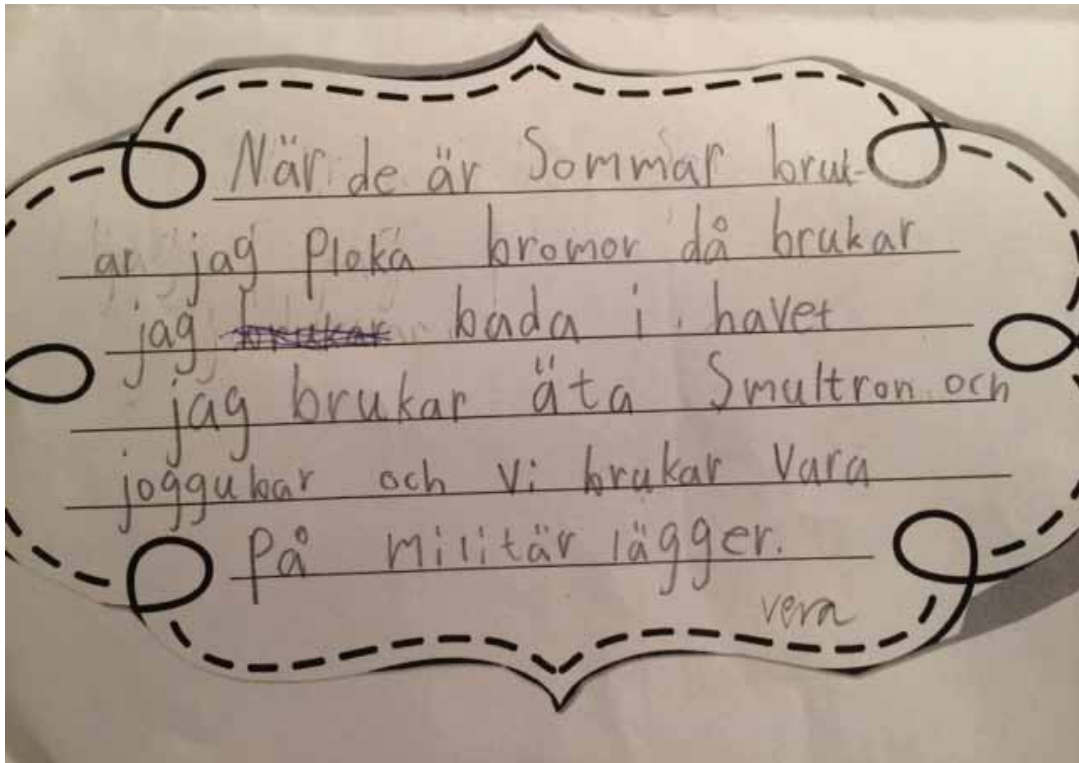 När de är Sommar bruk-
ar jag Ploka bromor då brukar
jag brukar bada i havet
jag brukar äta Smultron och
joggubar och Vi brukar Vara
På militär lägger.
vera